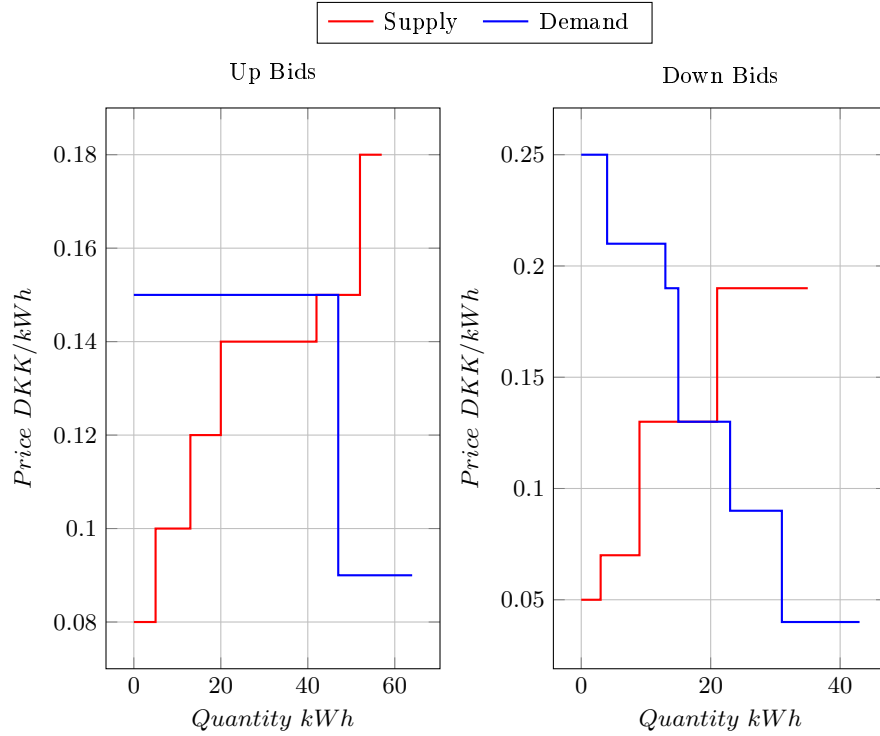 Supply Demand
Up Bids
0.18
0.16
0.14
0.12
0.1
0.08
Price DKK/kWh
0 20 40 60
Quantity kWh
Down Bids
0.25
0.2
0.15
0.1
0.05
Price DKK/kWh
0 20 40
Quantity kWh